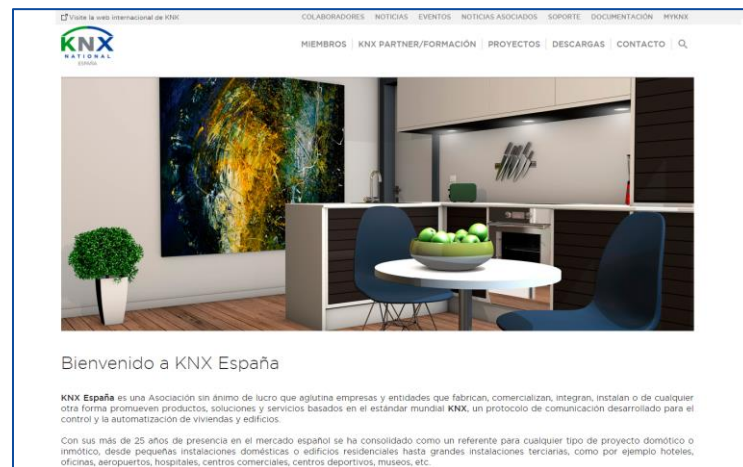 Visite la web internacional de KNX
COLABORADORES NOTICIAS EVENTOS NOTICIAS ASOCIADOS SOPORTE DOCUMENTACIÓN MYKNX
KNX
NATIONAL
ESPAÑA
MIEMBROS KNX PARTNER/FORMACIÓN PROYECTOS DESCARGAS CONTACTO
Bienvenido a KNX España
KNX España es una Asociación sin ánimo de lucro que aglutina empresas y entidades que fabrican, comercializan, integran, instalan o de cualquier
otra forma promueven productos, soluciones y servicios basados en el estándar mundial KNX, un protocolo de comunicación desarrollado para el
control y la automatización de viviendas y edificios.
Con sus más de 25 años de presencia en el mercado español se ha consolidado como un referente para cualquier tipo de proyecto domótico o
inmótico, desde pequeñas instalaciones domésticas o edificios residenciales hasta grandes instalaciones terciarias, como por ejemplo hoteles,
oficinas, aeropuertos, hospitales, centros comerciales, centros deportivos, museos, etc.